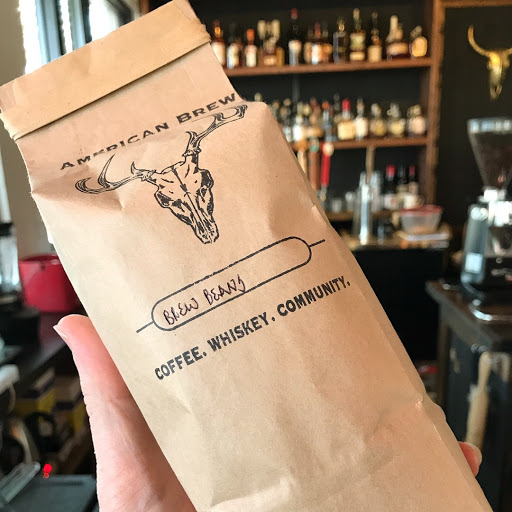 AMERICAN BREW
BREW BEANS
COFFEE. WHISKEY. COMMUNITY.